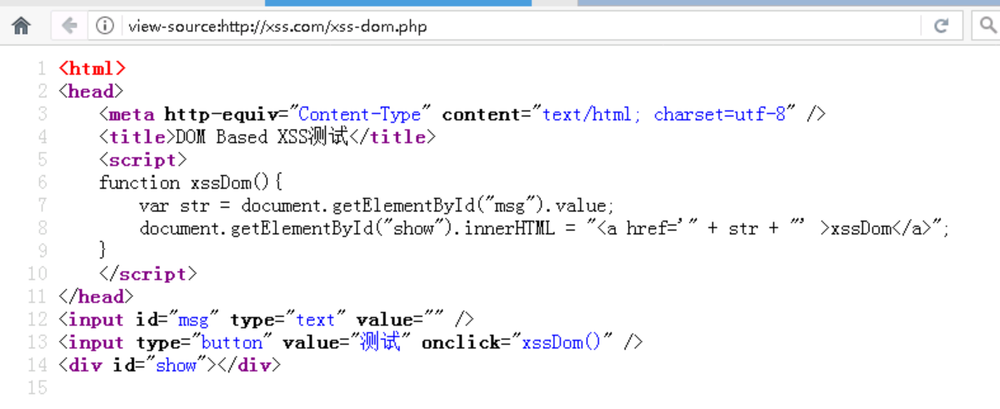 view-source:http://xss.com/xss-dom.php
1 <html>
2 <head>
3     <meta http-equiv="Content-Type" content="text/html; charset=utf-8" />
4     <title>DOM Based XSS测试</title>
5     <script>
6     function xssDom(){
7         var str = document.getElementById("msg").value;
8         document.getElementById("show").innerHTML = "<a href='" + str + "' >xssDom</a>";
9     }
10     </script>
11 </head>
12 <input id="msg" type="text" value="" />
13 <input type="button" value="测试" onclick="xssDom()" />
14 <div id="show"></div>
15